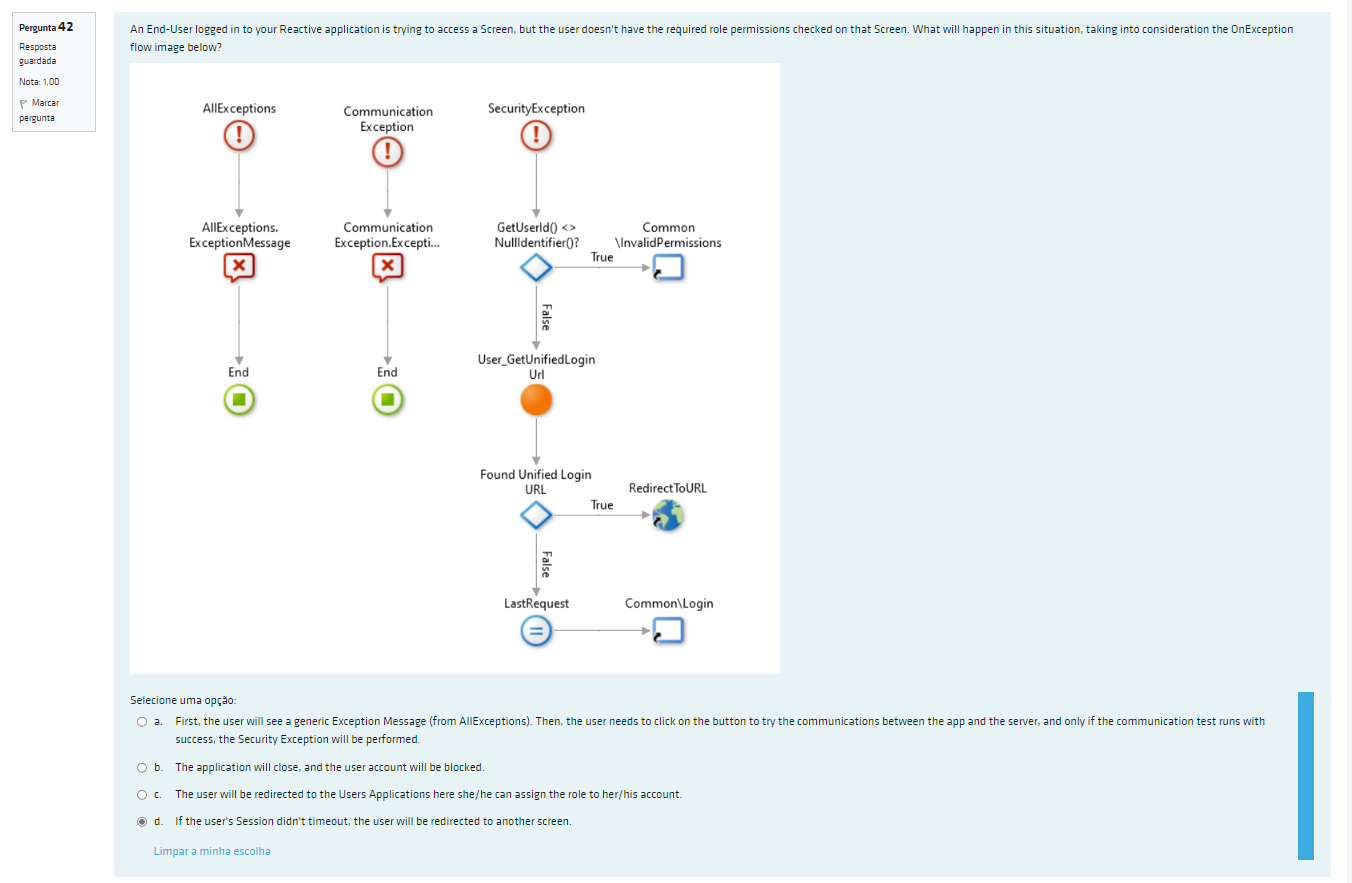 Pergunta 42
Resposta
guardada
Nota: 1,00
Marcar
pergunta
An End-User logged in to your Reactive application is trying to access a Screen, but the user doesn't have the required role permissions checked on that Screen. What will happen in this situation, taking into consideration the OnException
flow image below?
AllExceptions
Communication
Exception
SecurityException
AllExceptions.
ExceptionMessage
Communication
Exception.Excepti...
GetUserId() <>
NullIdentifier()?
Common
\InvalidPermissions
True
False
End
End
User_GetUnifiedLogin
Url
Found Unified Login
URL
RedirectToURL
True
False
LastRequest
Common\Login
Selecione uma opção:
a. First, the user will see a generic Exception Message (from AllExceptions). Then, the user needs to click on the button to try the communications between the app and the server, and only if the communication test runs with
success, the Security Exception will be performed.
b. The application will close, and the user account will be blocked.
c. The user will be redirected to the Users Applications here she/he can assign the role to her/his account.
d. If the user's Session didn't timeout, the user will be redirected to another screen.
Limpar a minha escolha